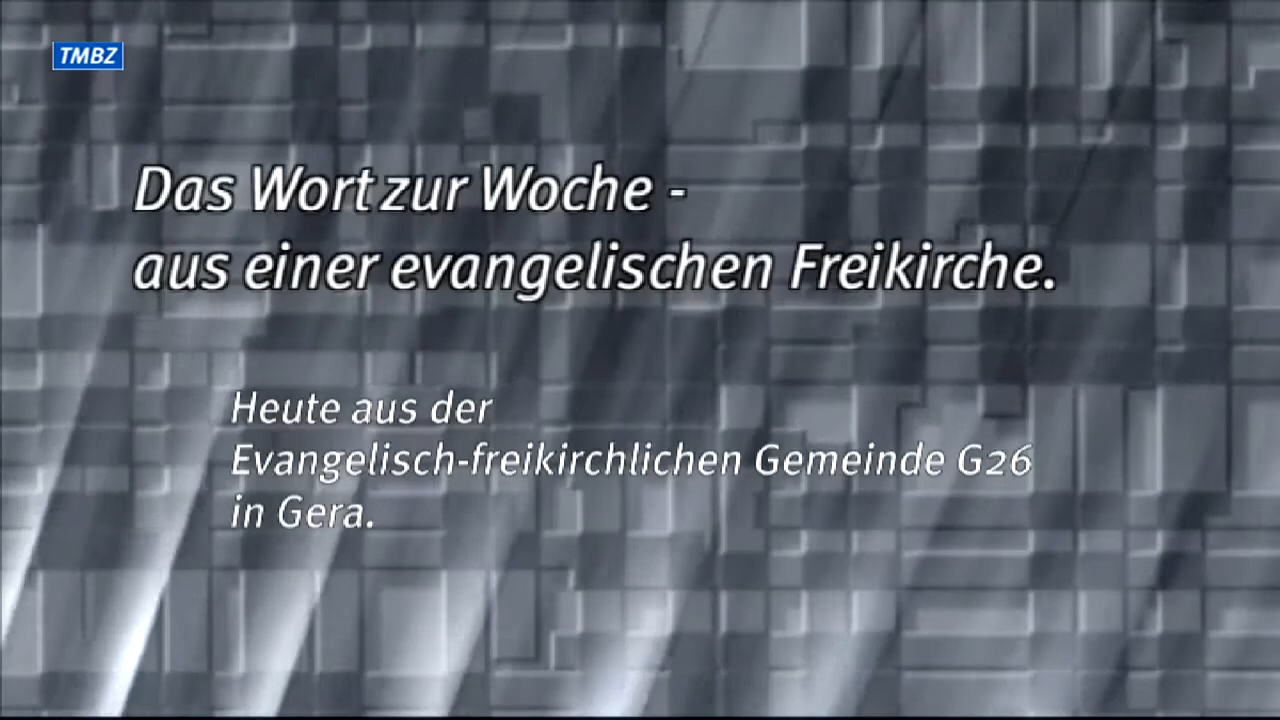 TMBZ
Das Wort zur Woche -
aus einer evangelischen Freikirche.
Heute aus der
Evangelisch-freikirchlichen Gemeinde G26
in Gera.